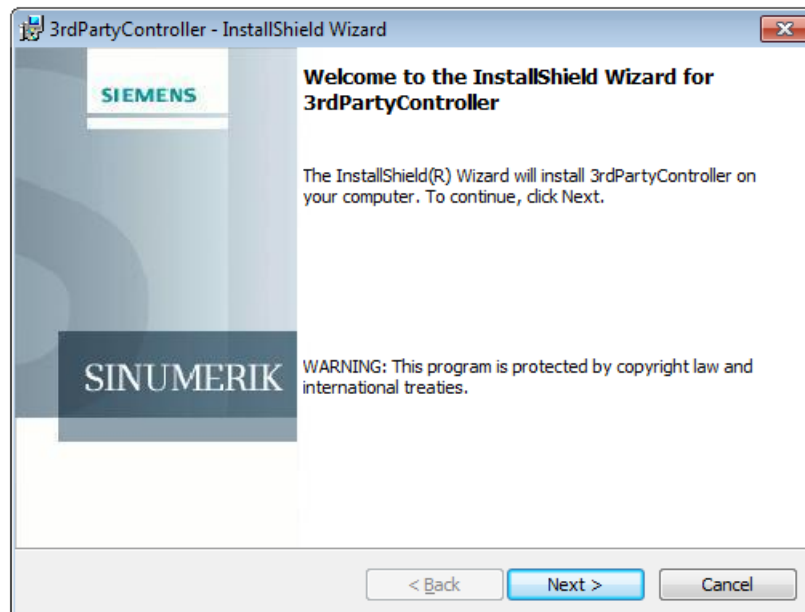 3rdPartyController - InstallShield Wizard
SIEMENS
SINUMERIK
Welcome to the InstallShield Wizard for
3rdPartyController
The InstallShield(R) Wizard will install 3rdPartyController on
your computer. To continue, click Next.
WARNING: This program is protected by copyright law and
international treaties.
< Back
Next >
Cancel